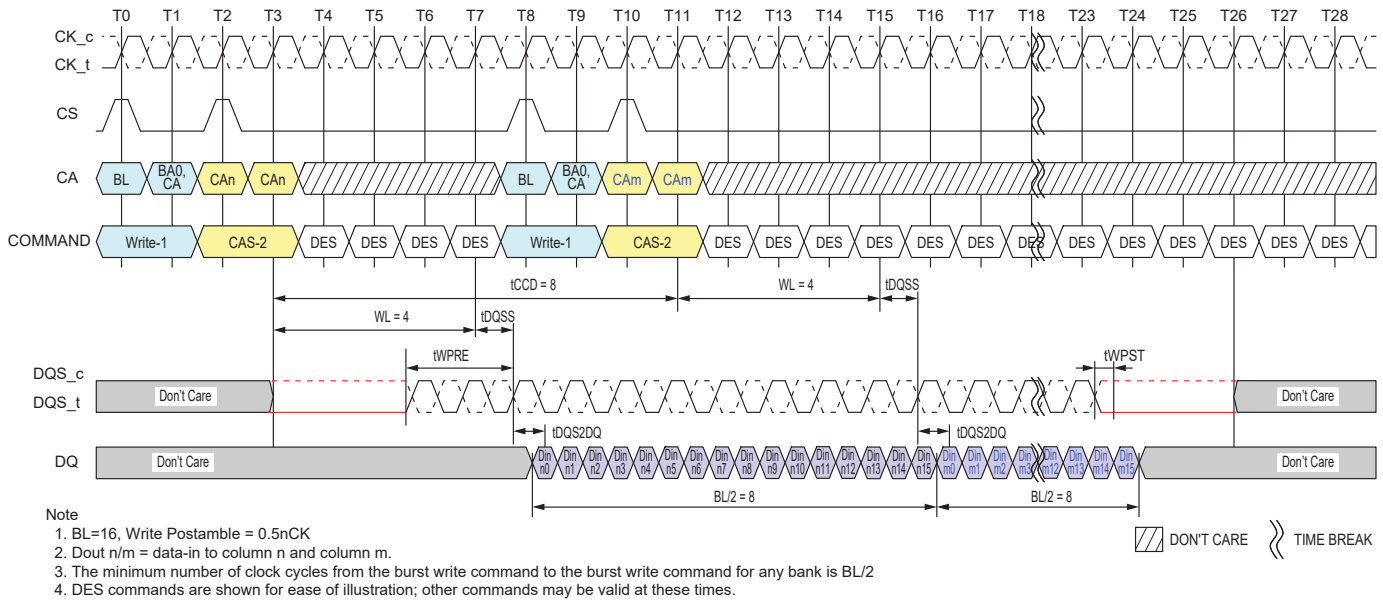 T0 T1 T2 T3 T4 T5 T6 T7 T8 T9 T10 T11 T12 T13 T14 T15 T16 T17 T18 T23 T24 T25 T26 T27 T28
CK_c
CK_t
CS
CA BL BA0, CA CAn CAn BL BA0, CA CAm CAm
COMMAND Write-1 CAS-2 DES DES DES DES Write-1 CAS-2 DES DES DES DES DES DES DES DES DES DES DES DES DES
tCCD = 8 WL = 4 tDQSS
WL = 4 tDQSS
tWPRE tWPST
DQS_c
DQS_t Don't Care Don't Care
tDQS2DQ tDQS2DQ
DQ Don't Care Din n0 Din n1 Din n2 Din n3 Din n4 Din n5 Din n6 Din n7 Din n8 Din n9 Din n10 Din n11 Din n12 Din n13 Din n14 Din n15 Din m0 Din m1 Din m2 Din m3 Din m12 Din m13 Din m14 Din m15 Don't Care
BL/2 = 8 BL/2 = 8
Note
1. BL=16, Write Postamble = 0.5nCK
2. Dout n/m = data-in to column n and column m.
3. The minimum number of clock cycles from the burst write command to the burst write command for any bank is BL/2
4. DES commands are shown for ease of illustration; other commands may be valid at these times.
DON'T CARE TIME BREAK